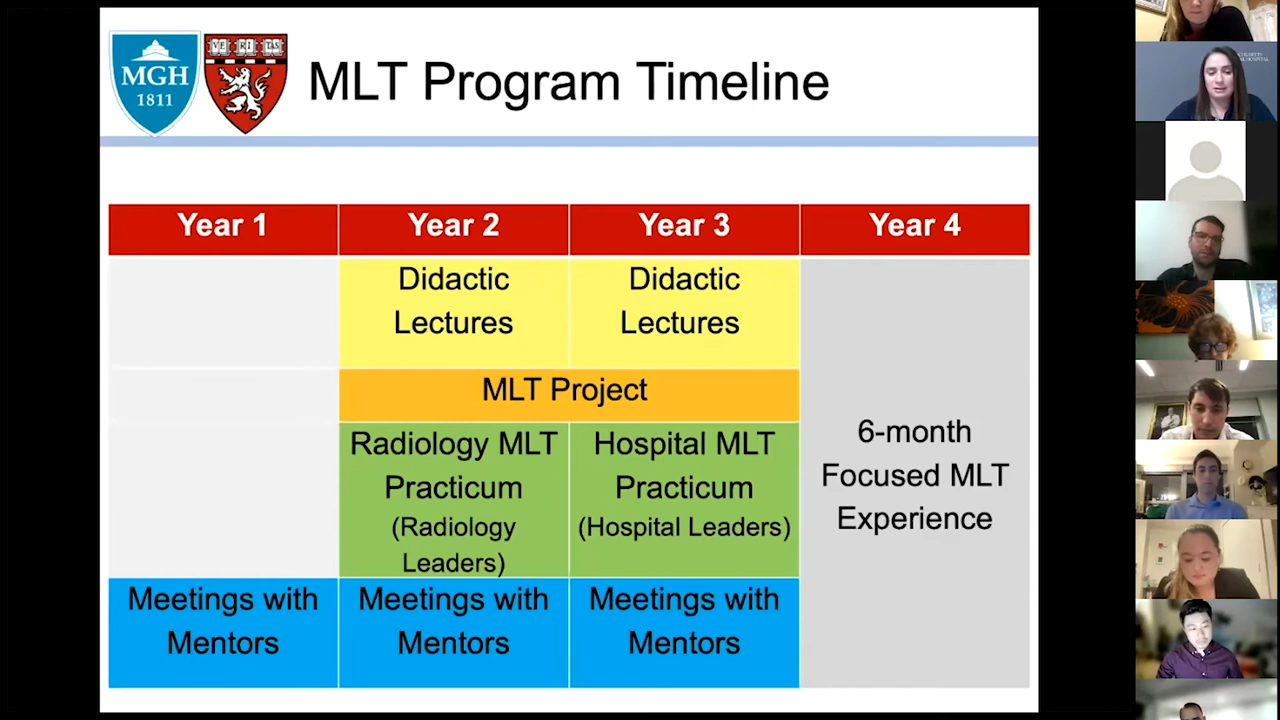 MGH
1811
VE RI TAS
MLT Program Timeline
Year 1
Year 2
Year 3
Year 4
Didactic
Lectures
Didactic
Lectures
MLT Project
Radiology MLT
Practicum
(Radiology
Leaders)
Hospital MLT
Practicum
(Hospital Leaders)
6-month
Focused MLT
Experience
Meetings with
Mentors
Meetings with
Mentors
Meetings with
Mentors